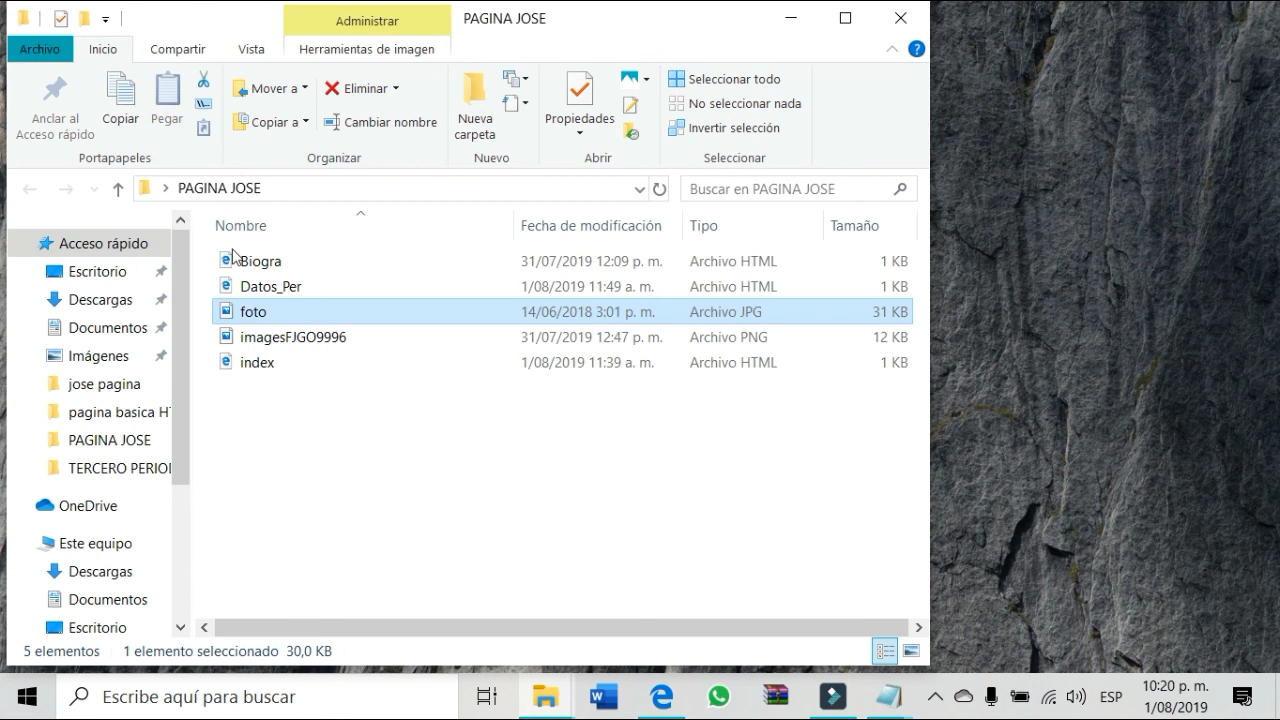 Administrar
PAGINA JOSE
Archivo
Inicio
Compartir
Vista
Herramientas de imagen
Anclar al
Acceso rápido
Copiar
Pegar
Mover a
Copiar a
Eliminar
Cambiar nombre
Nueva
carpeta
Propiedades
Seleccionar todo
No seleccionar nada
Invertir selección
Portapapeles
Organizar
Nuevo
Abrir
Seleccionar
PAGINA JOSE
Buscar en PAGINA JOSE
Nombre Fecha de modificación Tipo Tamaño
Biogra 31/07/2019 12:09 p. m. Archivo HTML 1 KB
Datos_Per 1/08/2019 11:49 a. m. Archivo HTML 1 KB
foto 14/06/2018 3:01 p. m. Archivo JPG 31 KB
imagesFJGO9996 31/07/2019 12:47 p. m. Archivo PNG 12 KB
index 1/08/2019 11:39 a. m. Archivo HTML 1 KB
Acceso rápido
Escritorio
Descargas
Documentos
Imágenes
jose pagina
pagina basica HT
PAGINA JOSE
TERCERO PERIO
OneDrive
Este equipo
Descargas
Documentos
Escritorio
5 elementos 1 elemento seleccionado 30,0 KB
Escribe aquí para buscar
ESP
10:20 p. m.
1/08/2019